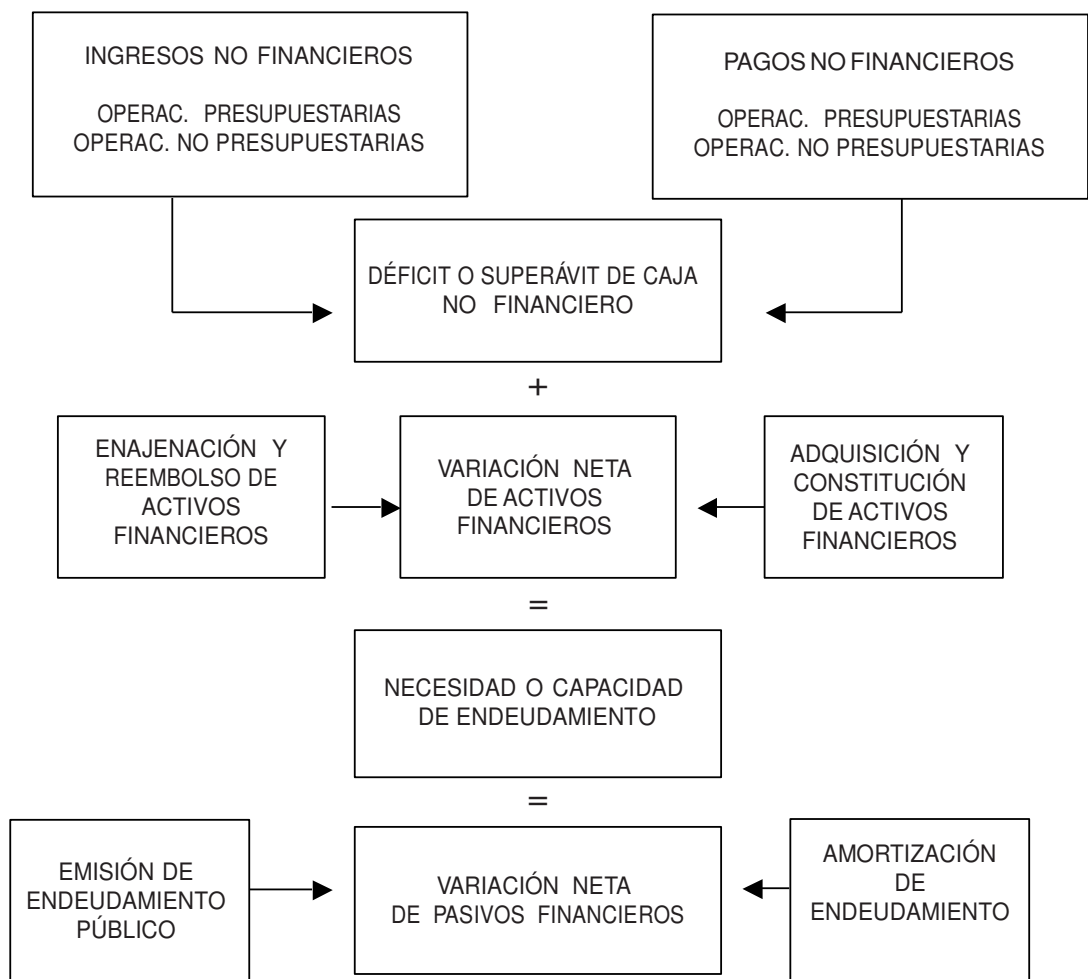 INGRESOS NO FINANCIEROS
OPERAC. PRESUPUESTARIAS
OPERAC. NO PRESUPUESTARIAS
PAGOS NO FINANCIEROS
OPERAC. PRESUPUESTARIAS
OPERAC. NO PRESUPUESTARIAS
DÉFICIT O SUPERÁVIT DE CAJA
NO FINANCIERO
+
ENAJENACIÓN Y
REEMBOLSO DE
ACTIVOS
FINANCIEROS
VARIACIÓN NETA
DE ACTIVOS
FINANCIEROS
ADQUISICIÓN Y
CONSTITUCIÓN
DE ACTIVOS
FINANCIEROS
=
NECESIDAD O CAPACIDAD
DE ENDEUDAMIENTO
=
EMISIÓN DE
ENDEUDAMIENTO
PÚBLICO
VARIACIÓN NETA
DE PASIVOS FINANCIEROS
AMORTIZACIÓN
DE
ENDEUDAMIENTO